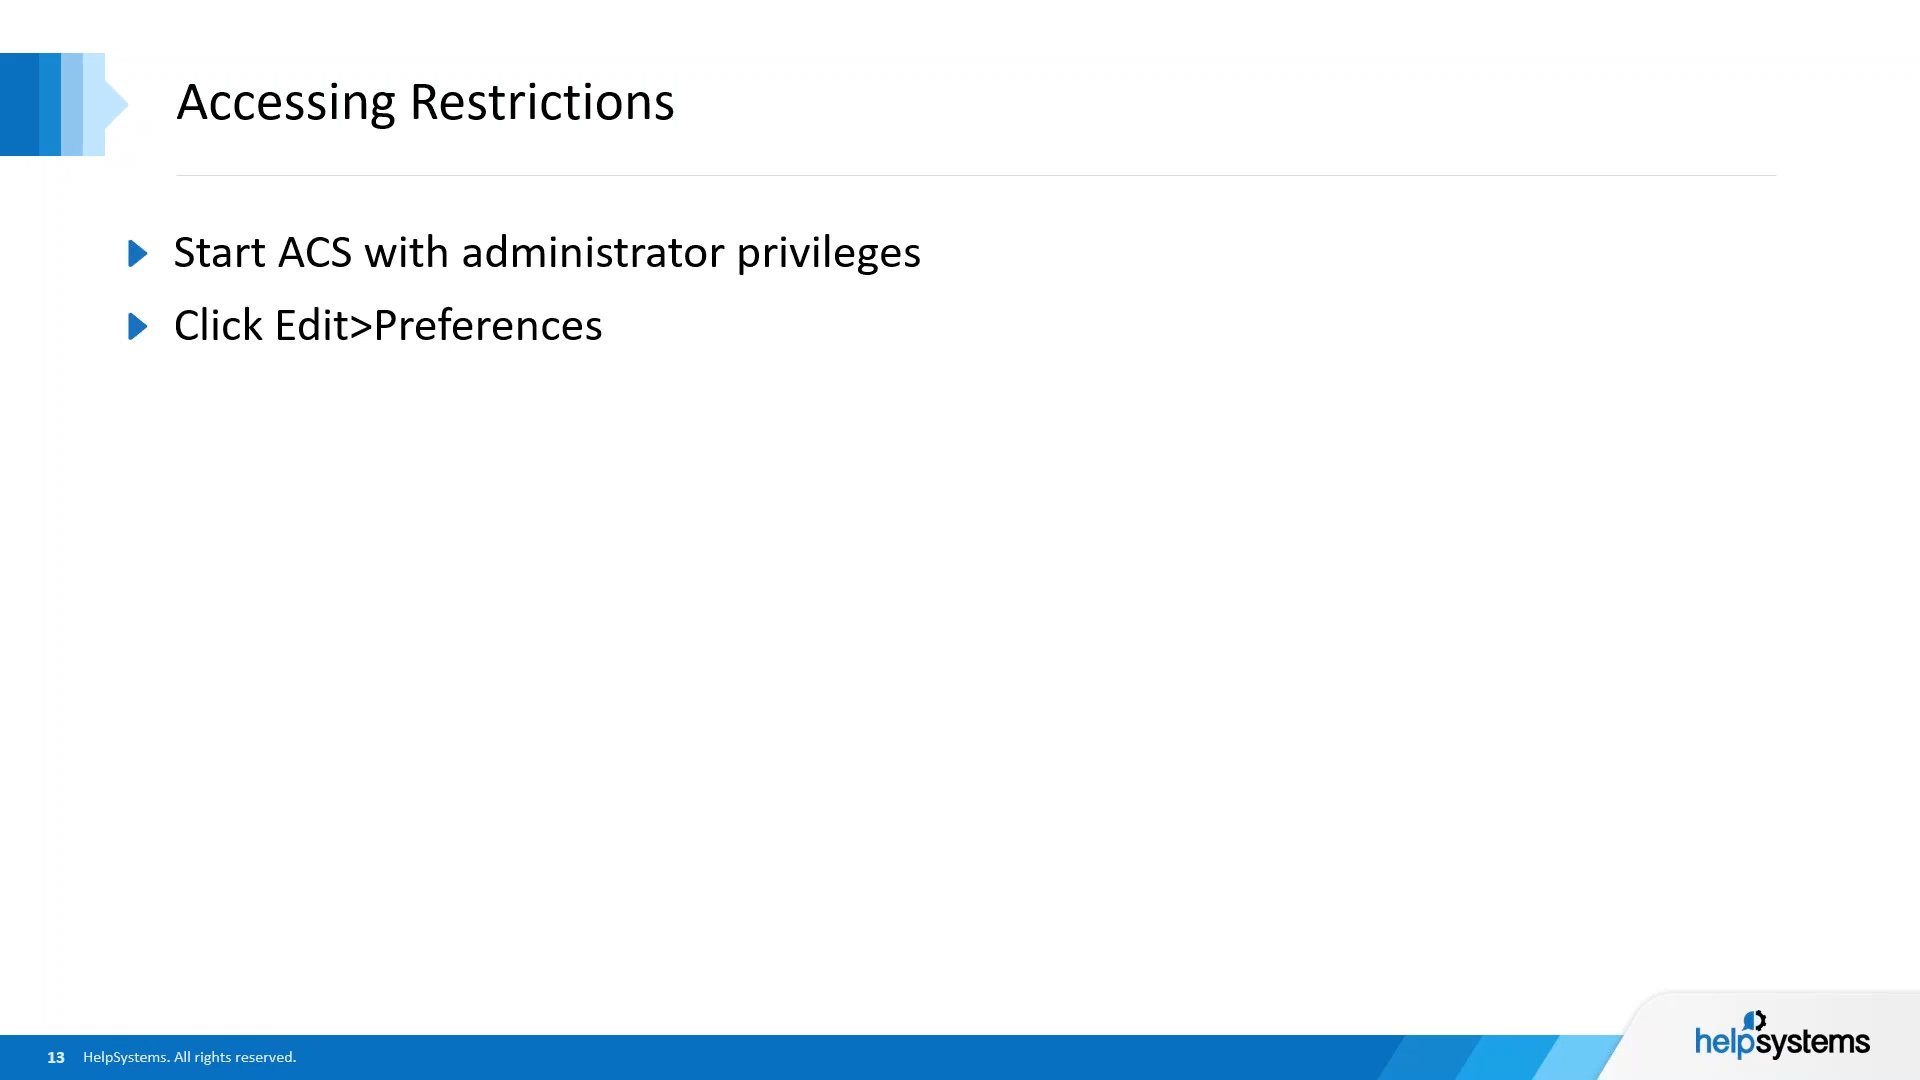 Accessing Restrictions
Start ACS with administrator privileges
Click Edit>Preferences
13 HelpSystems. All rights reserved.
helpsystems